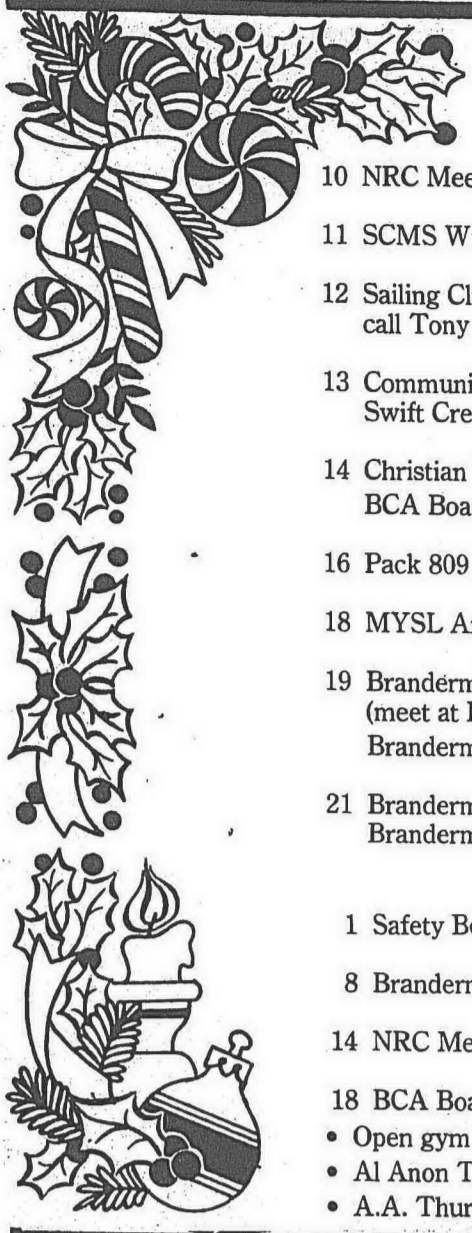 10 NRC Mee
11 SCMS W
12 Sailing Cl
call Tony
13 Communi
Swift Cre
14 Christian
BCA Boa
16 Pack 809
18 MYSL A
19 Branderm
(meet at
Branderm
21 Branderm
Branderm
1 Safety Bo
8 Branderm
14 NRC Me
18 BCA Boa
• Open gym
• Al Anon T
• A.A. Thur